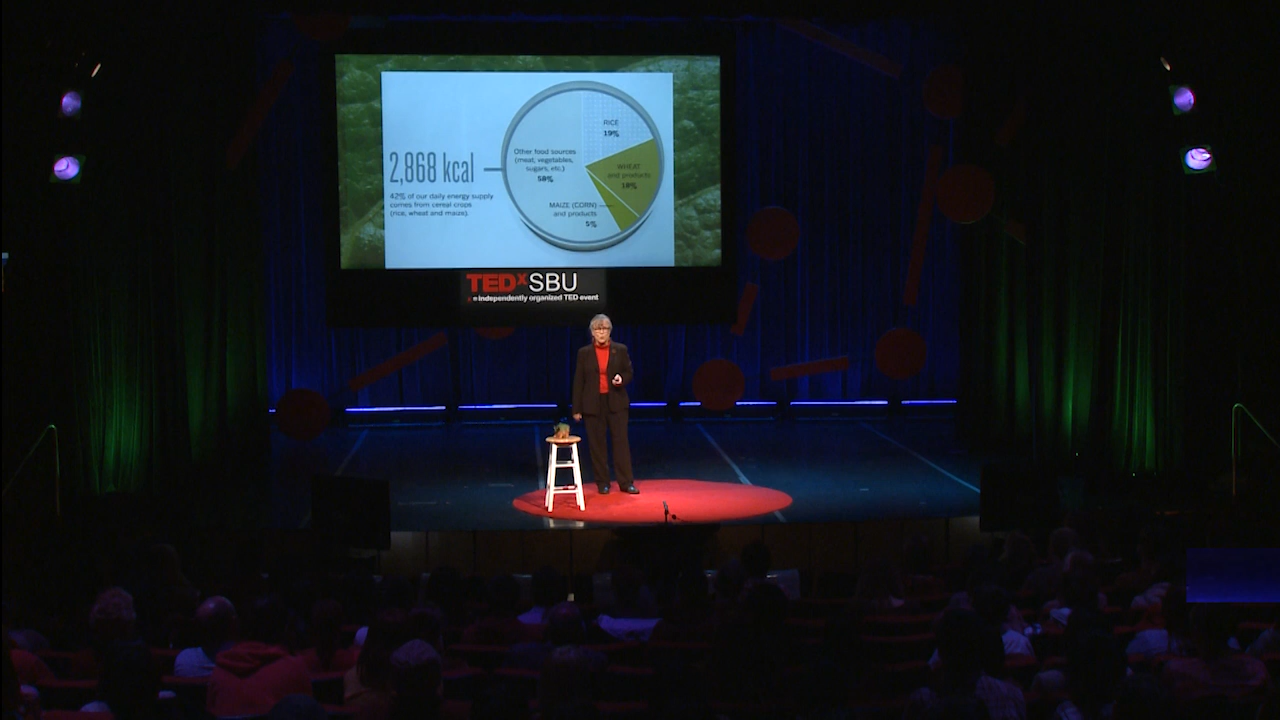 RICE
19%
Other food sources
(meat, vegetables,
sugars, etc.)
58%
WHEAT
and products
18%
MAIZE (CORN)
and products
5%
2,868 kcal
42% of our daily energy supply
comes from cereal crops
(rice, wheat and maize).
TEDxSBU
independently organized TED event